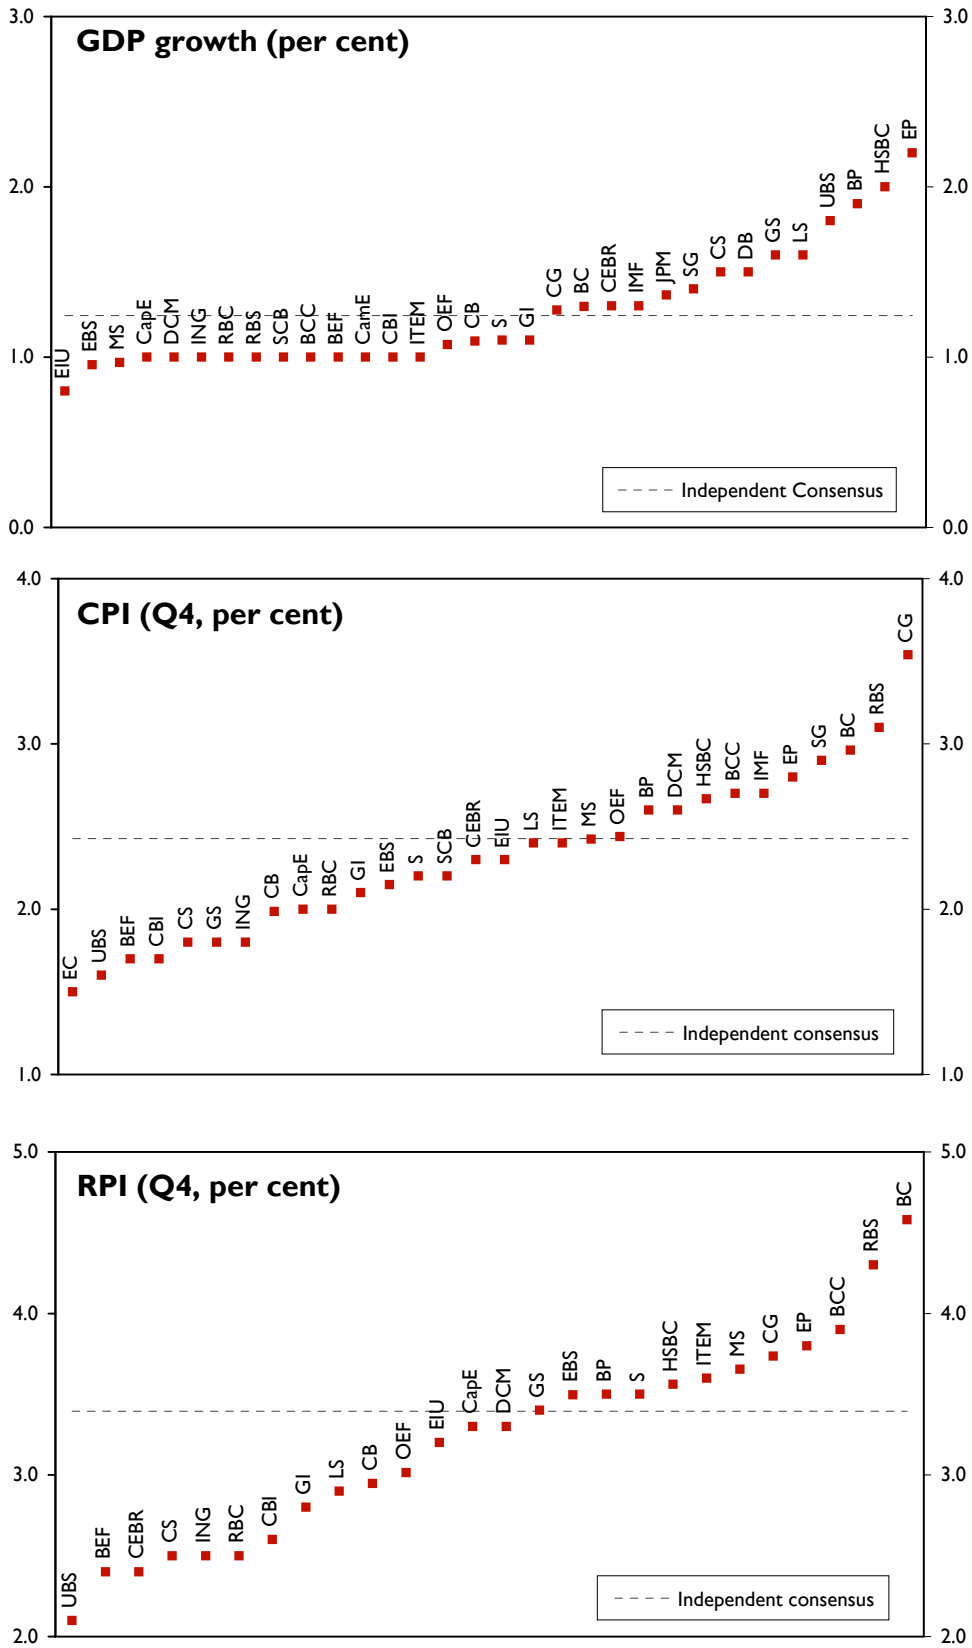 GDP growth (per cent)
3.0 3.0
2.0 2.0
1.0 1.0
0.0 0.0
EIU EBS MS CapE DCM ING RBC RBS SCB BCC BEF CamE CBI ITEM OEF CB S GI CG BC CEBR IMF JPM SG CS DB GS LS UBS BP HSBC EP
Independent Consensus
CPI (Q4, per cent)
4.0 4.0
3.0 3.0
2.0 2.0
1.0 1.0
EC UBS BEF CBI CS GS ING CB CapE RBC GI EBS S SCB CEBR EIU LS ITEM MS OEF BP DCM HSBC BCC IMF EP SG BC RBS CG
Independent consensus
RPI (Q4, per cent)
5.0 5.0
4.0 4.0
3.0 3.0
2.0 2.0
UBS BEF CEBR CS ING RBC CBI GI LS CB OEF EIU CapE DCM GS EBS BP S HSBC ITEM MS CG EP BCC RBS BC
Independent consensus